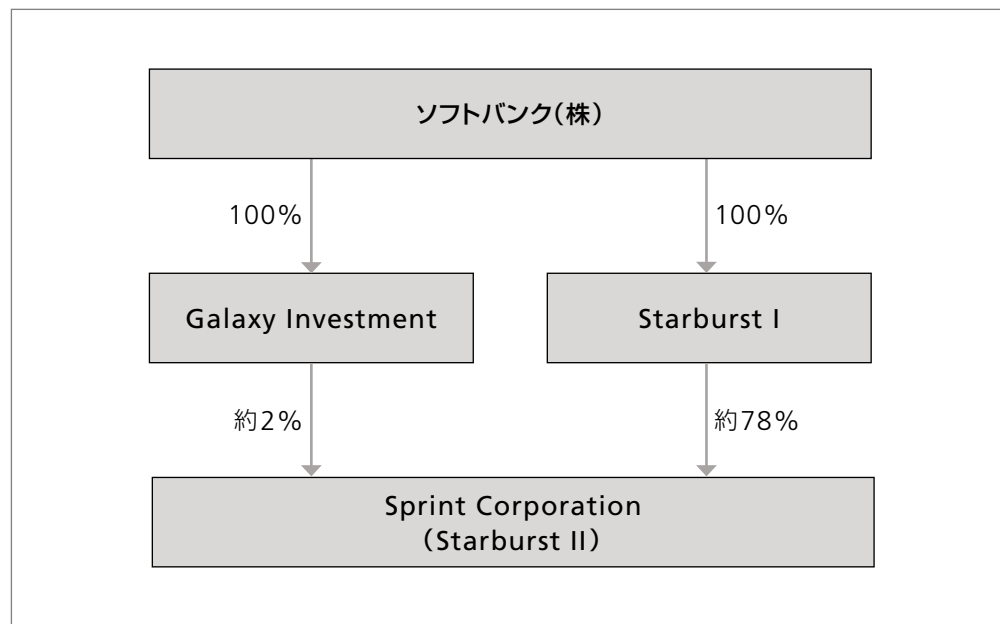 ソフトバンク（株）
100%
100%
Galaxy Investment
Starburst I
約2%
約78%
Sprint Corporation
（Starburst II）